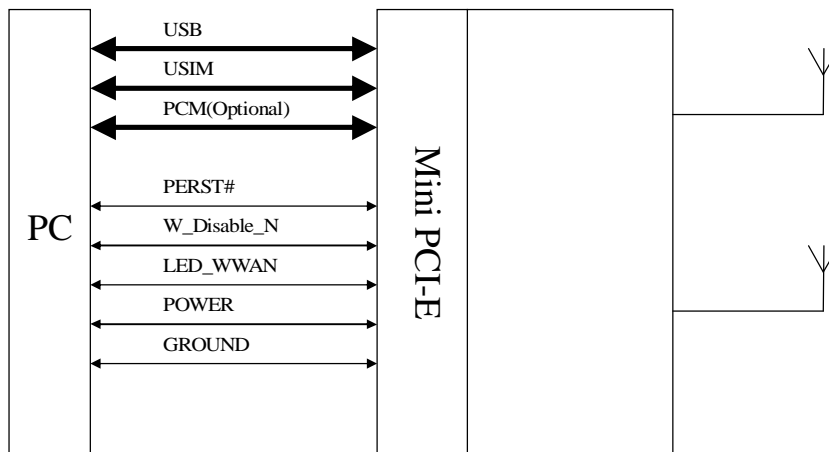 USB
USIM
PCM(Optional)
PERST#
W_Disable_N
LED_WWAN
POWER
GROUND
PC
Mini PCI-E